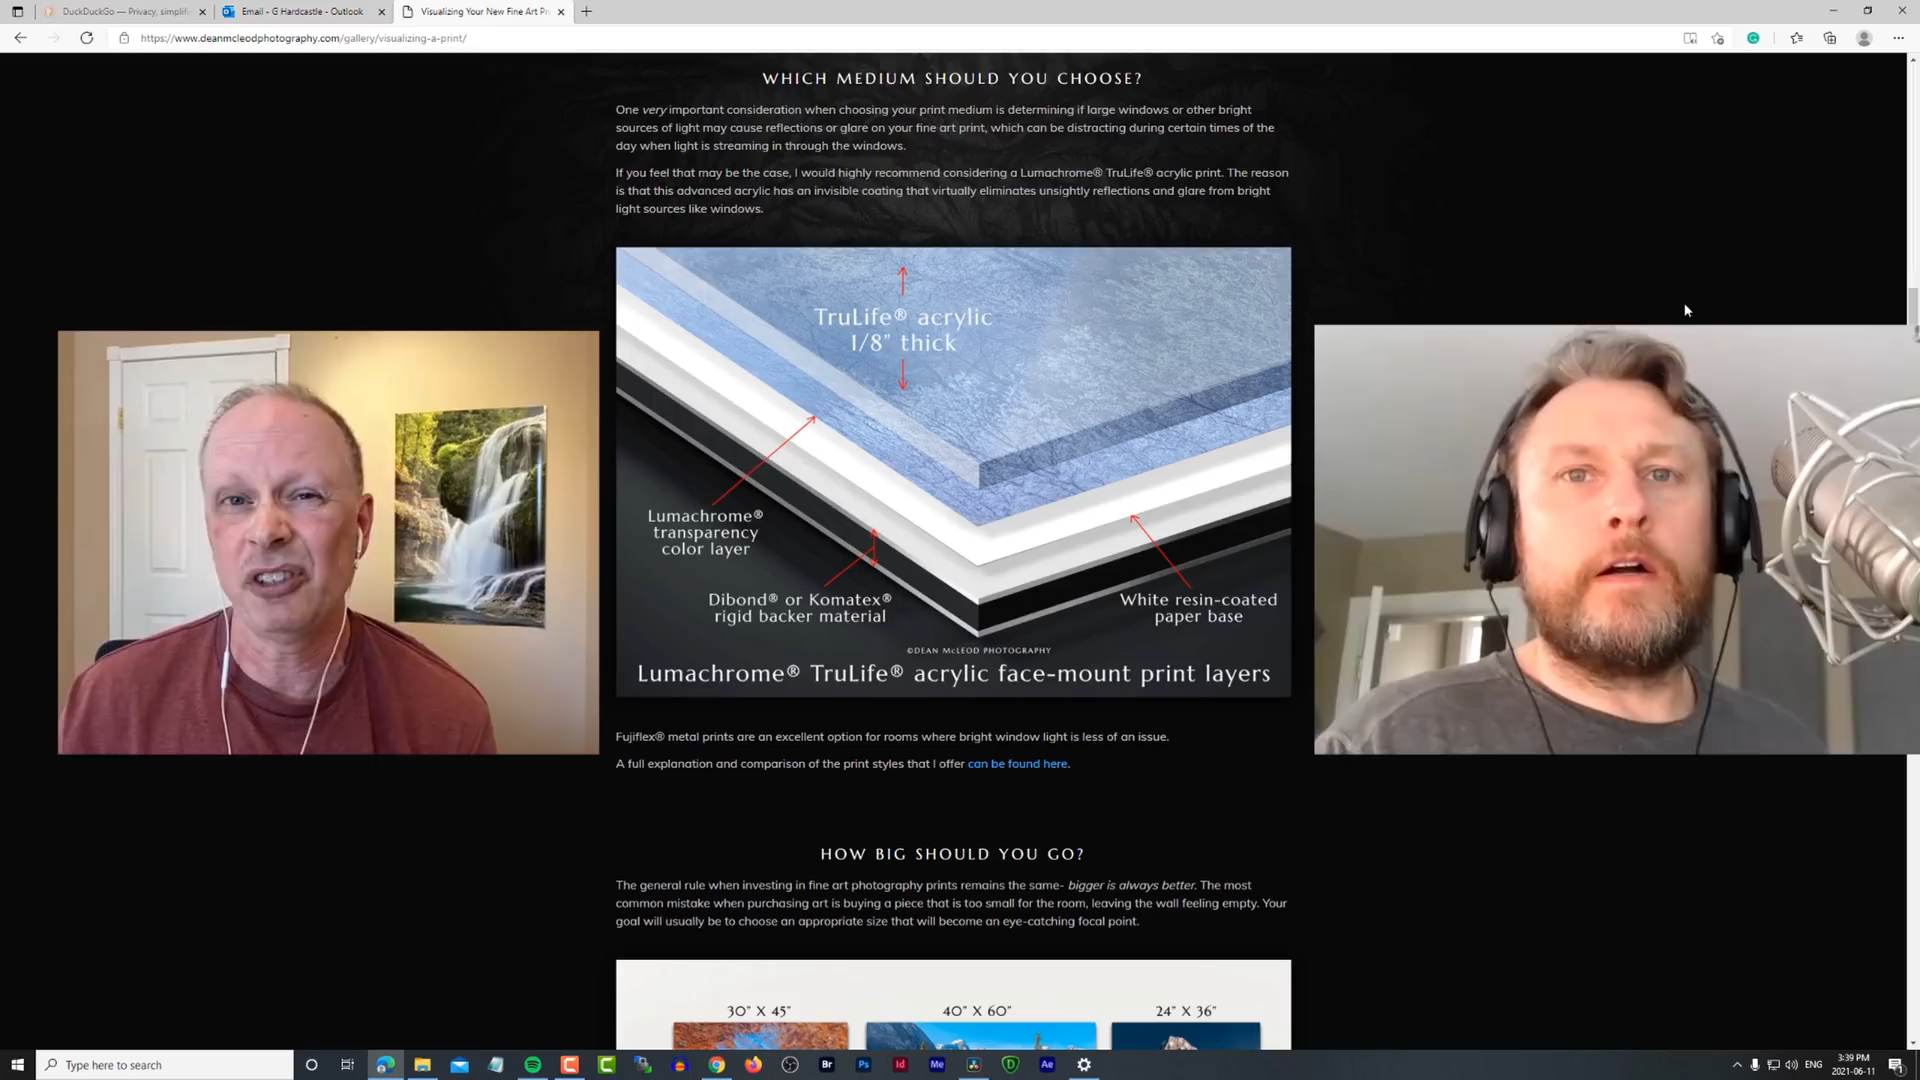 DuckDuckGo — Privacy, simplifi
Email - G Hardcastle - Outlook
Visualizing Your New Fine Art Pr
https://www.deanmcleodphotography.com/gallery/visualizing-a-print/
WHICH MEDIUM SHOULD YOU CHOOSE?
One very important consideration when choosing your print medium is determining if large windows or other bright
sources of light may cause reflections or glare on your fine art print, which can be distracting during certain times of the
day when light is streaming in through the windows.
If you feel that may be the case, I would highly recommend considering a Lumachrome® TruLife® acrylic print. The reason
is that this advanced acrylic has an invisible coating that virtually eliminates unsightly reflections and glare from bright
light sources like windows.
TruLife® acrylic
1/8" thick
Lumachrome®
transparency
color layer
Dibond® or Komatex®
rigid backer material
White resin-coated
paper base
©DEAN McLEOD PHOTOGRAPHY
Lumachrome® TruLife® acrylic face-mount print layers
Fujiflex® metal prints are an excellent option for rooms where bright window light is less of an issue.
A full explanation and comparison of the print styles that I offer can be found here.
HOW BIG SHOULD YOU GO?
The general rule when investing in fine art photography prints remains the same- bigger is always better. The most
common mistake when purchasing art is buying a piece that is too small for the room, leaving the wall feeling empty. Your
goal will usually be to choose an appropriate size that will become an eye-catching focal point.
30" X 45"
40" X 60"
24" X 36"
Type here to search
Br
Ps
Id
Me
Ae
ENG
3:39 PM
2021-06-11